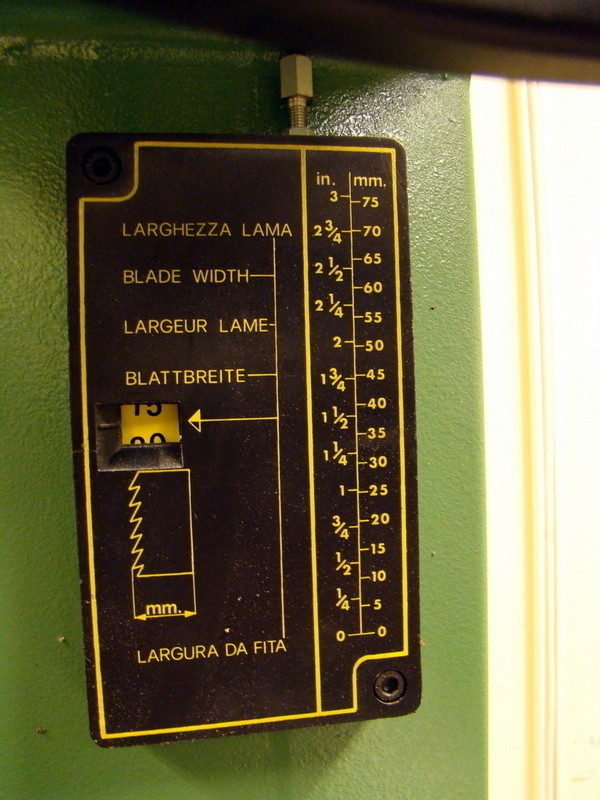 in. mm.
3 75
LARGHEZZA LAMA
2 3/4 70
65
BLADE WIDTH
2 1/2
60
2 1/4
55
LARGEUR LAME
2
50
BLATTBREITE
1 3/4 45
40
15
1 1/2
35
20
1 1/4
30
1 25
3/4 20
15
1/2
10
1/4
5
mm.
0 0
LARGURA DA FITA